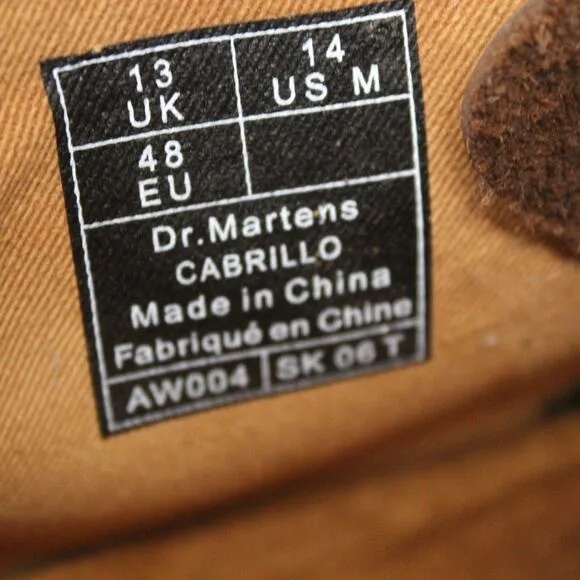 13 14
UK US M
48
EU
Dr.Martens
CABRILLO
Made in China
Fabriqué en Chine
AW004 SK 06 T